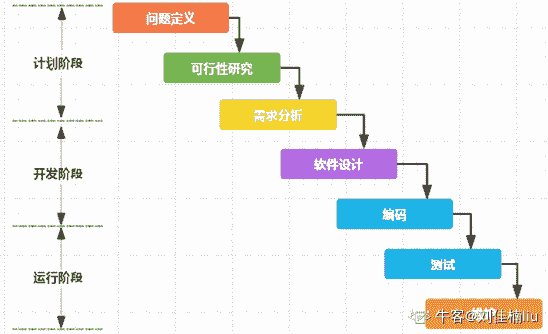 问题定义
计划阶段
可行性研究
需求分析
开发阶段
软件设计
编码
测试
运行阶段
牛客@刘佳楠liu